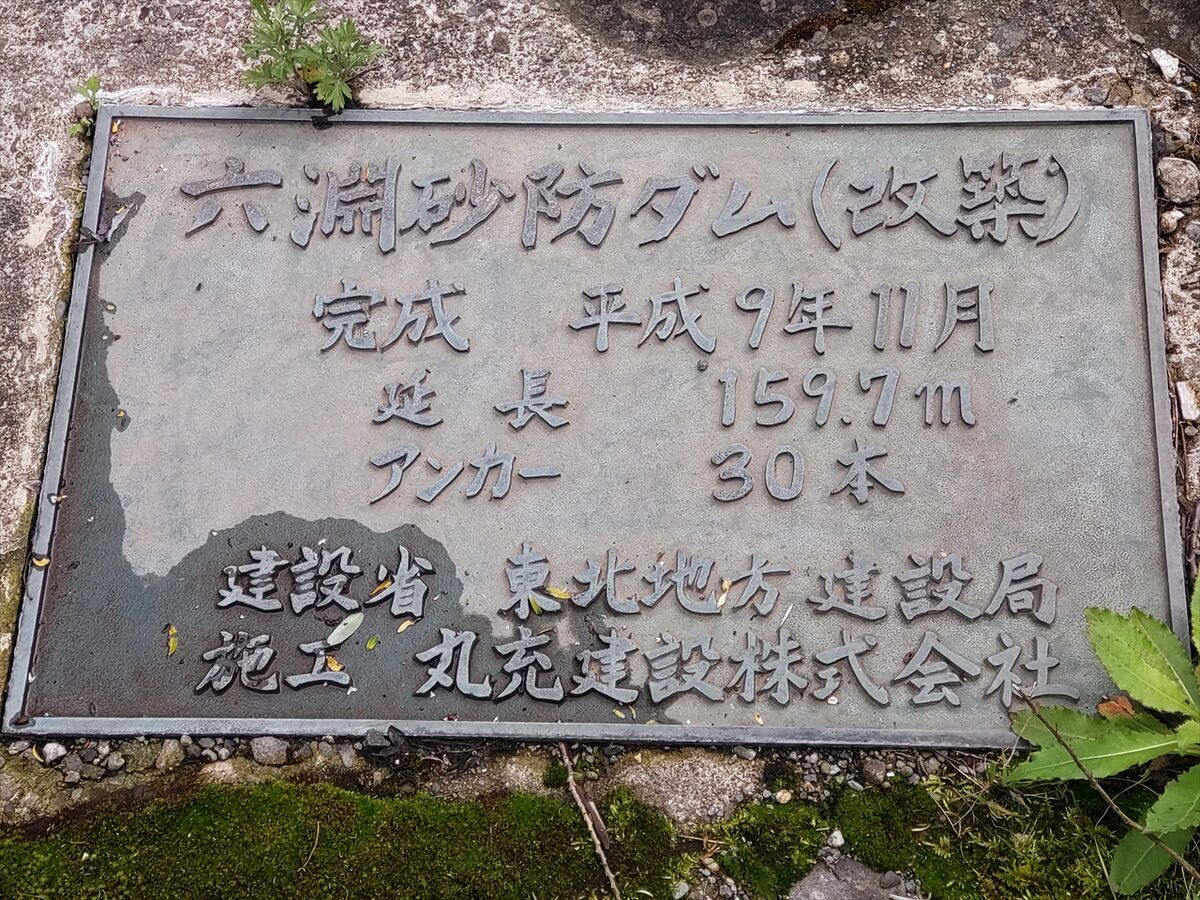 六淵砂防ダム(改築)
完成 平成9年11月
延長 159.7m
アンカー 30本
建設省 東北地方建設局
施工 丸充建設株式会社